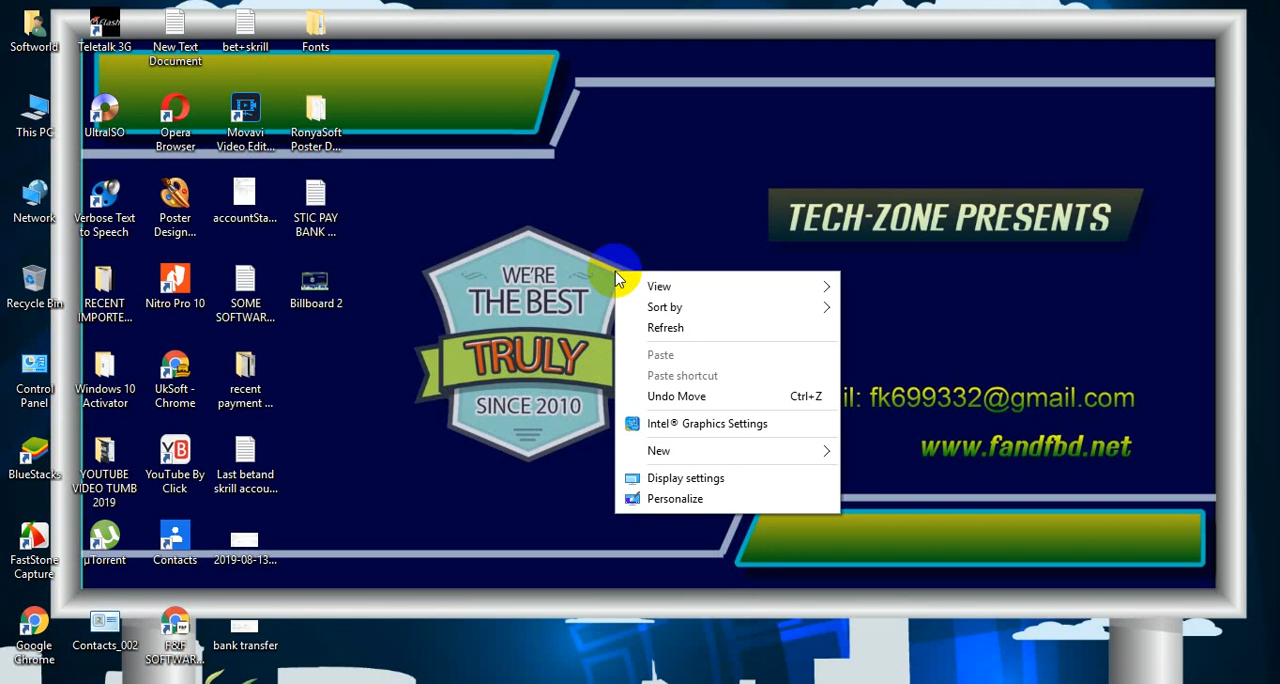 Softworld
Teletalk 3G
New Text
Document
bet+skrill
Fonts
This PC
UltraISO
Opera
Browser
Movavi
Video Edit...
RonyaSoft
Poster D...
Network
Verbose Text
to Speech
Poster
Design...
accountSta...
STIC PAY
BANK ...
Recycle Bin
RECENT
IMPORTE...
Nitro Pro 10
SOME
SOFTWAR...
Billboard 2
Control
Panel
Windows 10
Activator
UkSoft -
Chrome
recent
payment ...
BlueStacks
YOUTUBE
VIDEO TUMB
2019
YouTube By
Click
Last betand
skrill accou...
FastStone
Capture
µTorrent
Contacts
2019-08-13...
Google
Chrome
Contacts_002
F&F
SOFTWAR...
bank transfer
WE'RE
THE BEST
TRULY
SINCE 2010
TECH-ZONE PRESENTS
il: fk699332@gmail.com
www.fandfbd.net
View
Sort by
Refresh
Paste
Paste shortcut
Undo Move Ctrl+Z
Intel® Graphics Settings
New
Display settings
Personalize